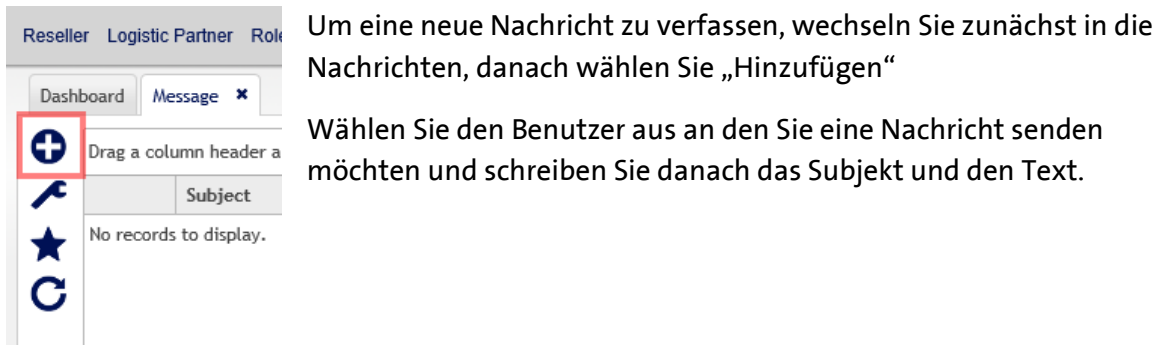 Reseller Logistic Partner
Dashboard Message
Drag a column header a
Subject
No records to display.
Um eine neue Nachricht zu verfassen, wechseln Sie zunächst in die
Nachrichten, danach wählen Sie „Hinzufügen“
Wählen Sie den Benutzer aus an den Sie eine Nachricht senden
möchten und schreiben Sie danach das Subjekt und den Text.